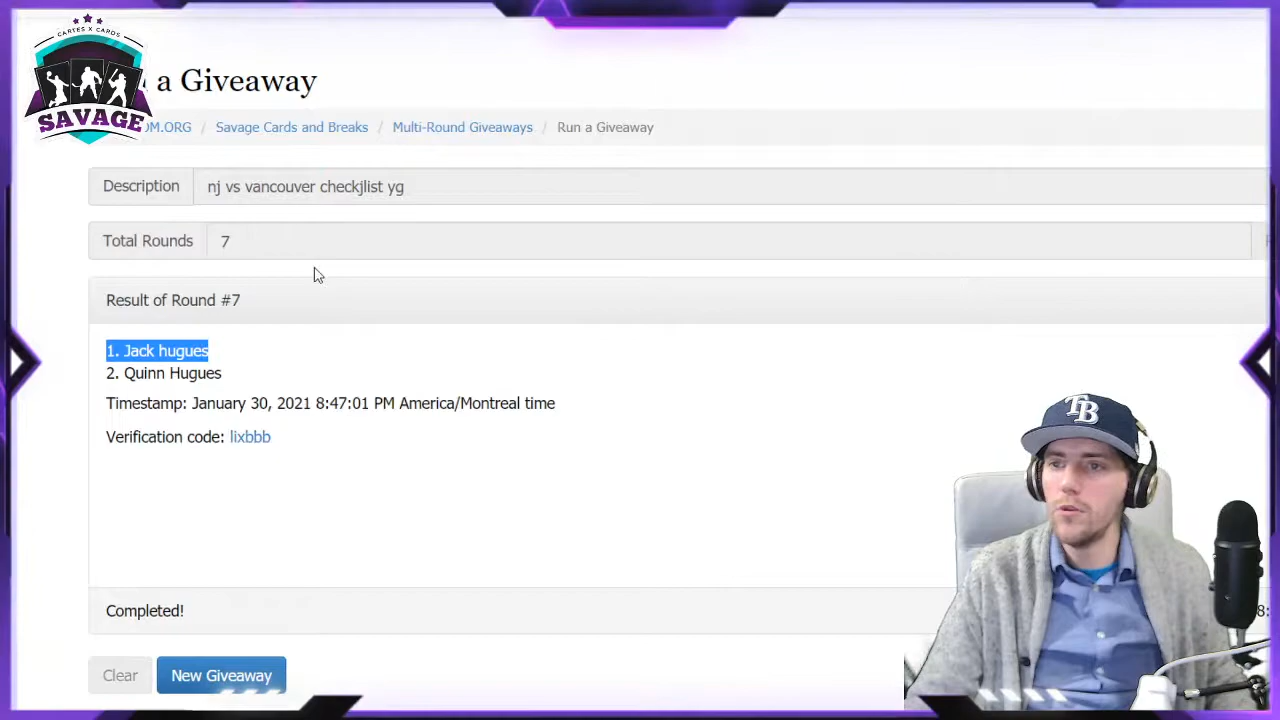 CARTES X CARDS
SAVAGE
a Giveaway
OM.ORG / Savage Cards and Breaks / Multi-Round Giveaways / Run a Giveaway
Description nj vs vancouver checkjlist yg
Total Rounds 7
Result of Round #7
1. Jack hugues
2. Quinn Hugues
Timestamp: January 30, 2021 8:47:01 PM America/Montreal time
Verification code: lixbbb
Completed!
8:
Clear New Giveaway
TB